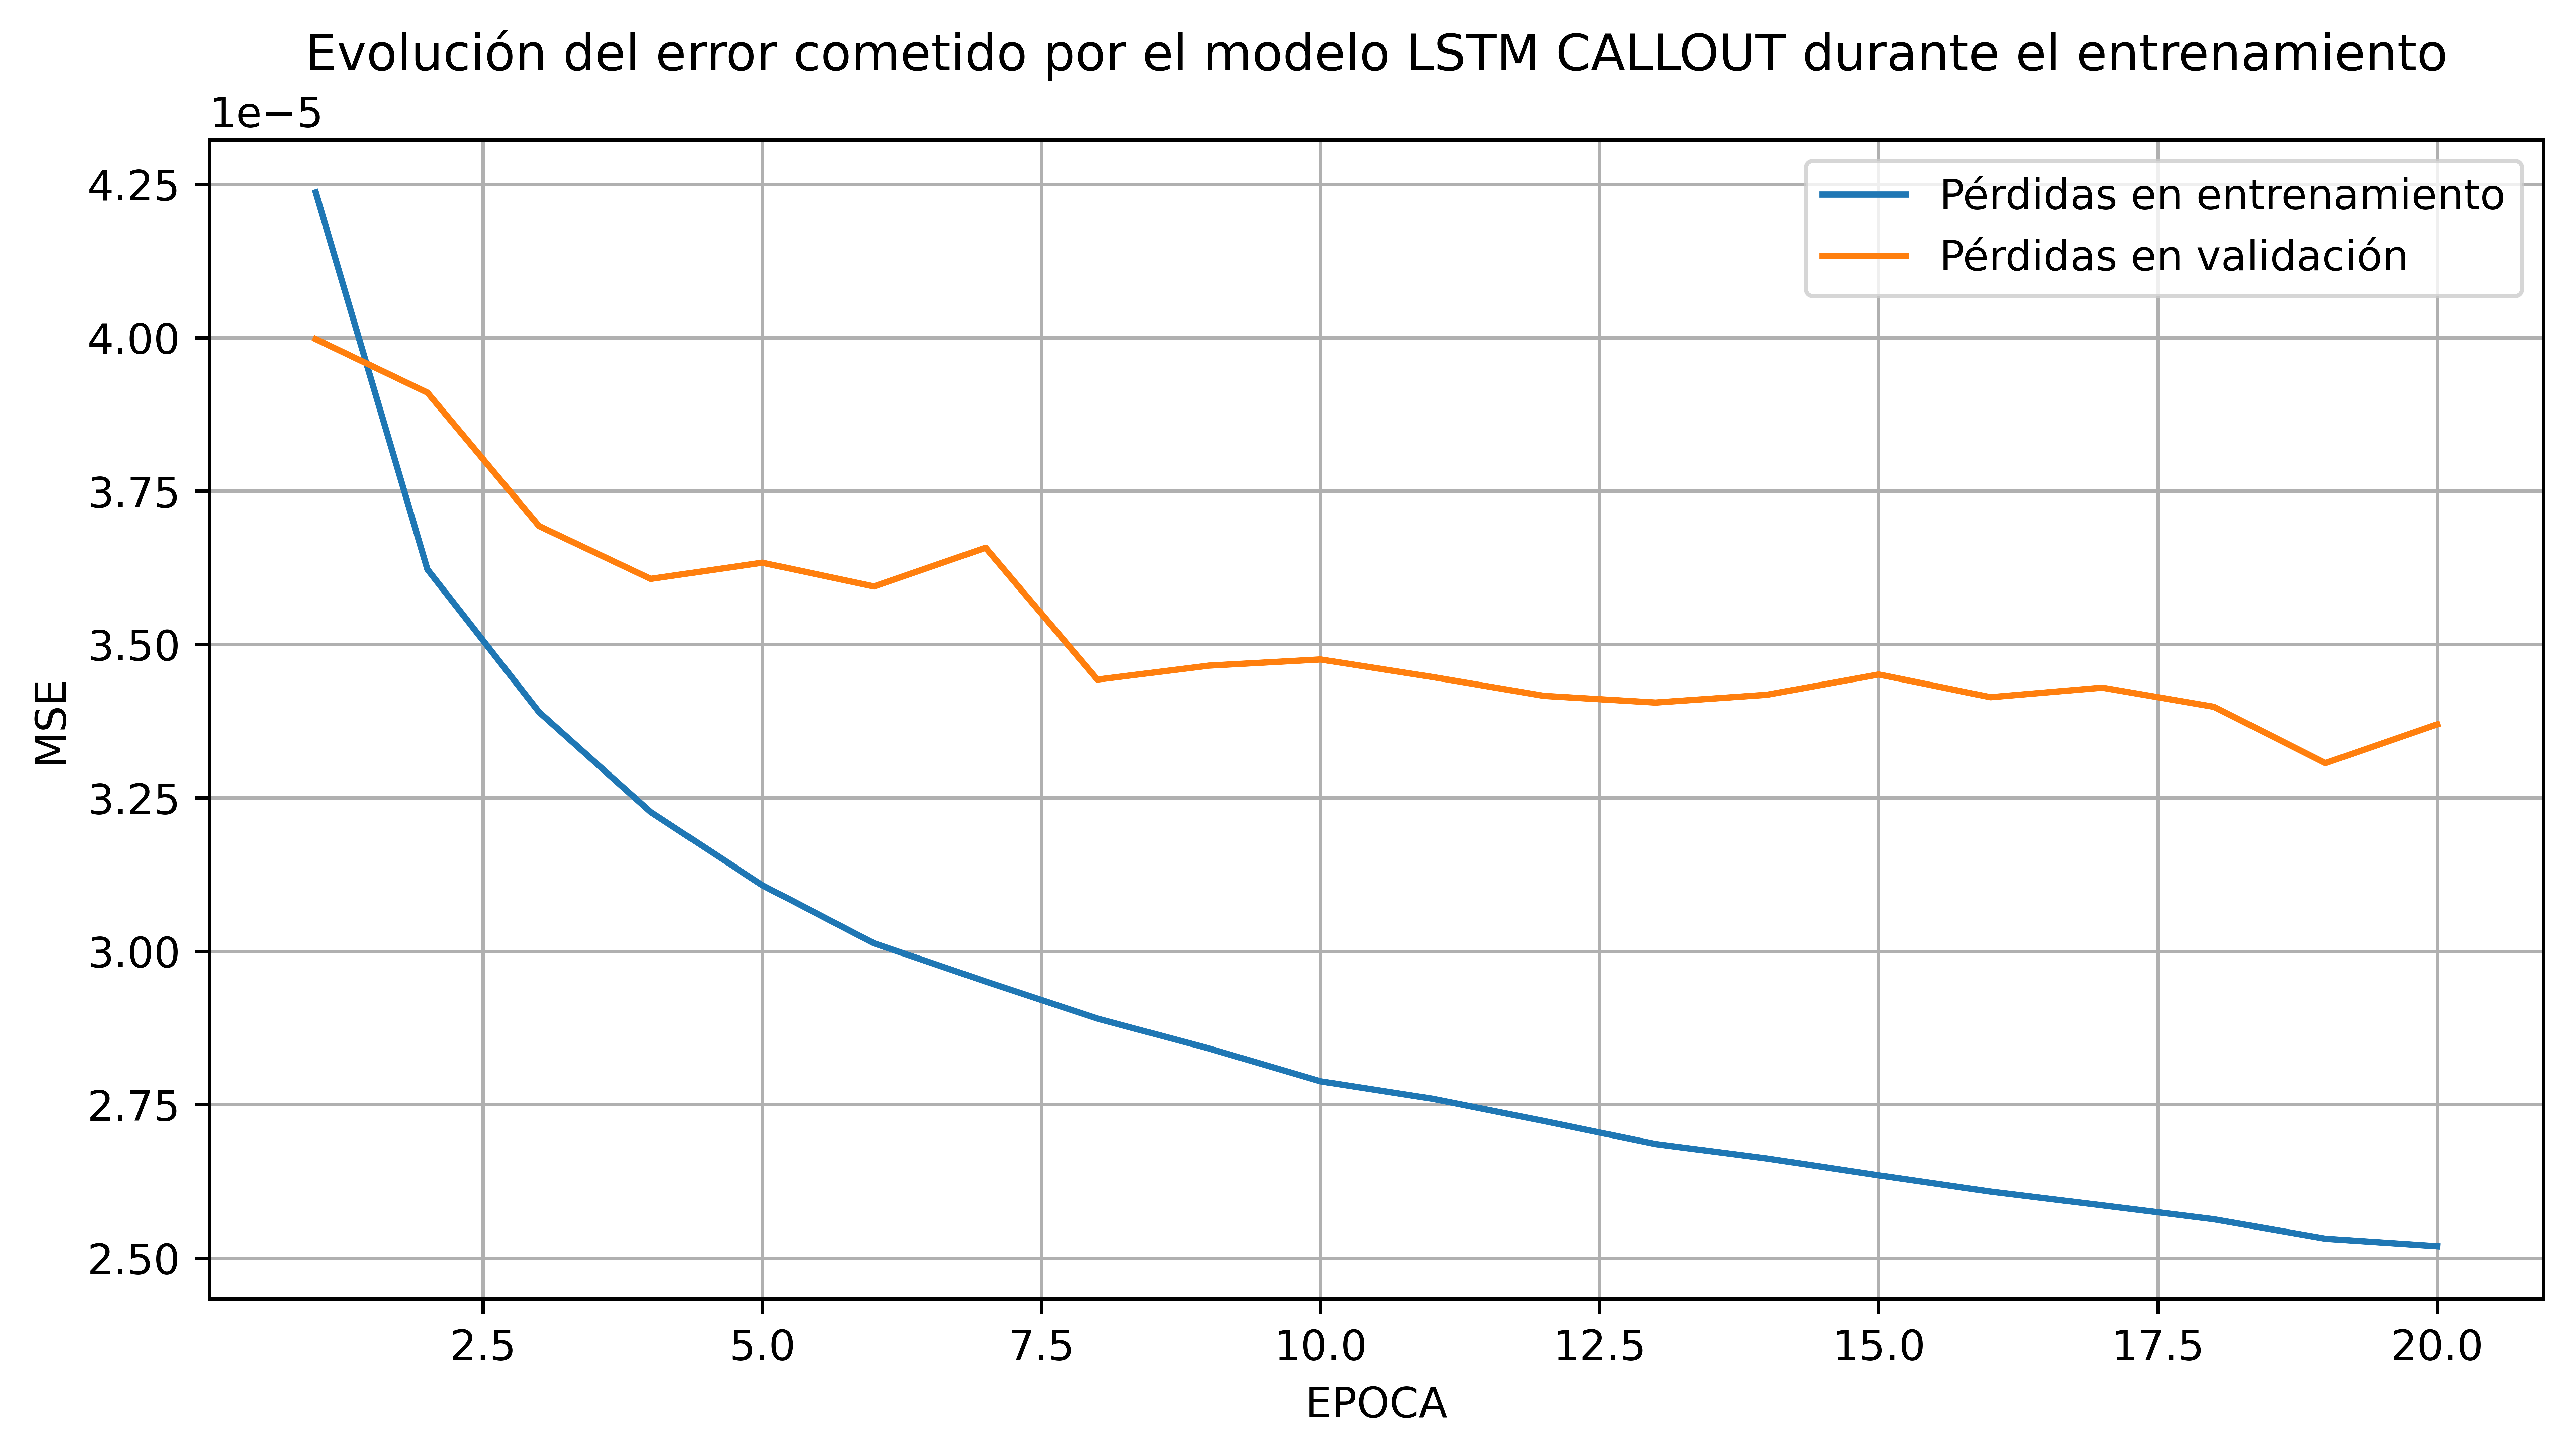 Evolución del error cometido por el modelo LSTM CALLOUT durante el entrenamiento
1e−5
4.25
4.00
3.75
3.50
3.25
3.00
2.75
2.50
MSE
Pérdidas en entrenamiento
Pérdidas en validación
2.5 5.0 7.5 10.0 12.5 15.0 17.5 20.0
EPOCA